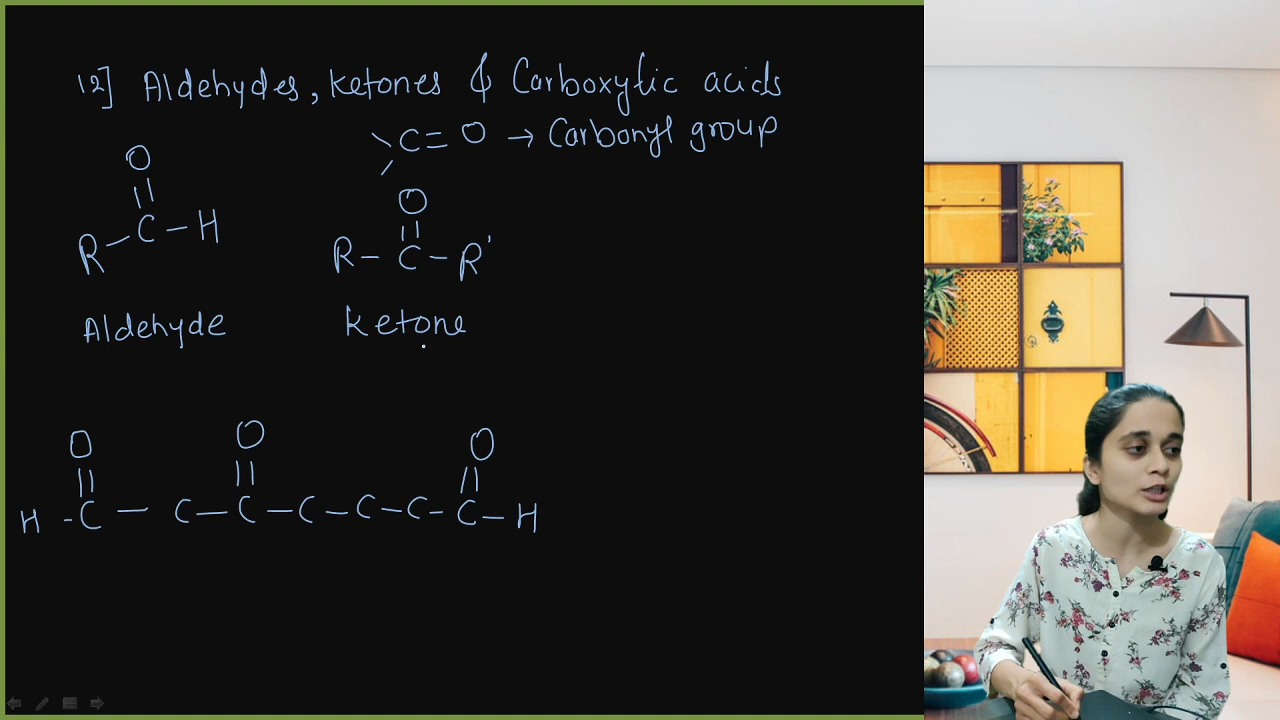 12] Aldehydes, ketones & Carboxylic acids
C = O → Carbonyl group
O
||
R - C - H
O
||
R - C - R'
Aldehyde
ketone
O O O
|| || ||
H - C - C - C - C - C - C - C - H